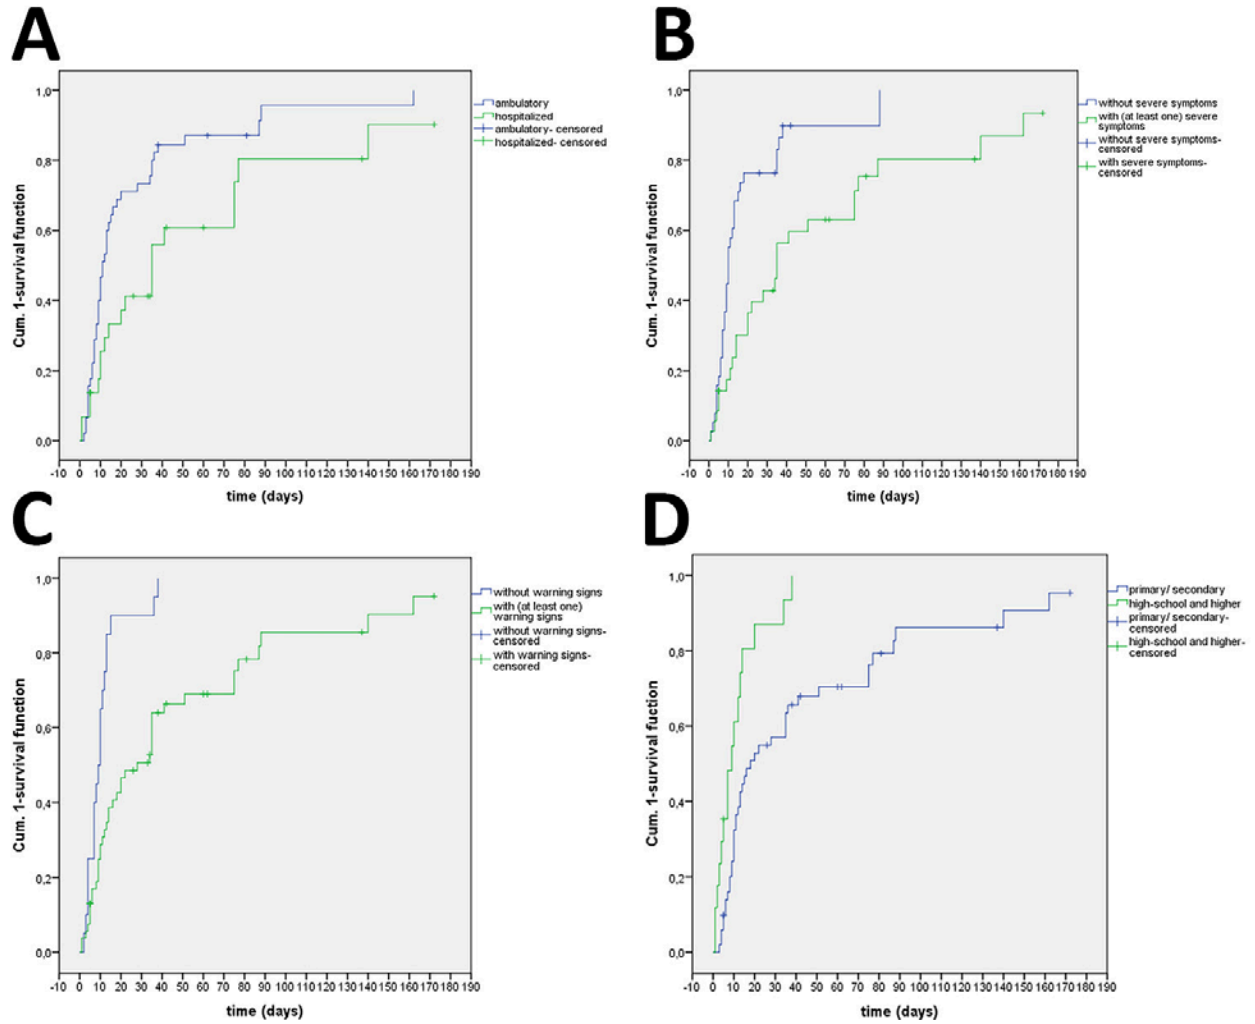 A
Cum. 1-survival function
1,0
0,8
0,6
0,4
0,2
0,0
-10 0 10 20 30 40 50 60 70 80 90 100 110 120 130 140 150 160 170 180 190
time (days)
ambulatory
hospitalized
ambulatory- censored
hospitalized- censored
B
Cum. 1-survival function
1,0
0,8
0,6
0,4
0,2
0,0
-10 0 10 20 30 40 50 60 70 80 90 100 110 120 130 140 150 160 170 180 190
time (days)
without severe symptoms
with (at least one) severe
symptoms
without severe symptoms-
censored
with severe symptoms-
censored
C
Cum. 1-survival function
1,0
0,8
0,6
0,4
0,2
0,0
-10 0 10 20 30 40 50 60 70 80 90 100 110 120 130 140 150 160 170 180 190
time (days)
without warning signs
with (at least one)
warning signs
without warning signs-
censored
with warning signs-
censored
D
Cum. 1-survival fuction
1,0
0,8
0,6
0,4
0,2
0,0
-10 0 10 20 30 40 50 60 70 80 90 100 110 120 130 140 150 160 170 180 190
time (days)
primary/ secondary
high-school and higher
primary/ secondary-
censored
high-school and higher-
censored